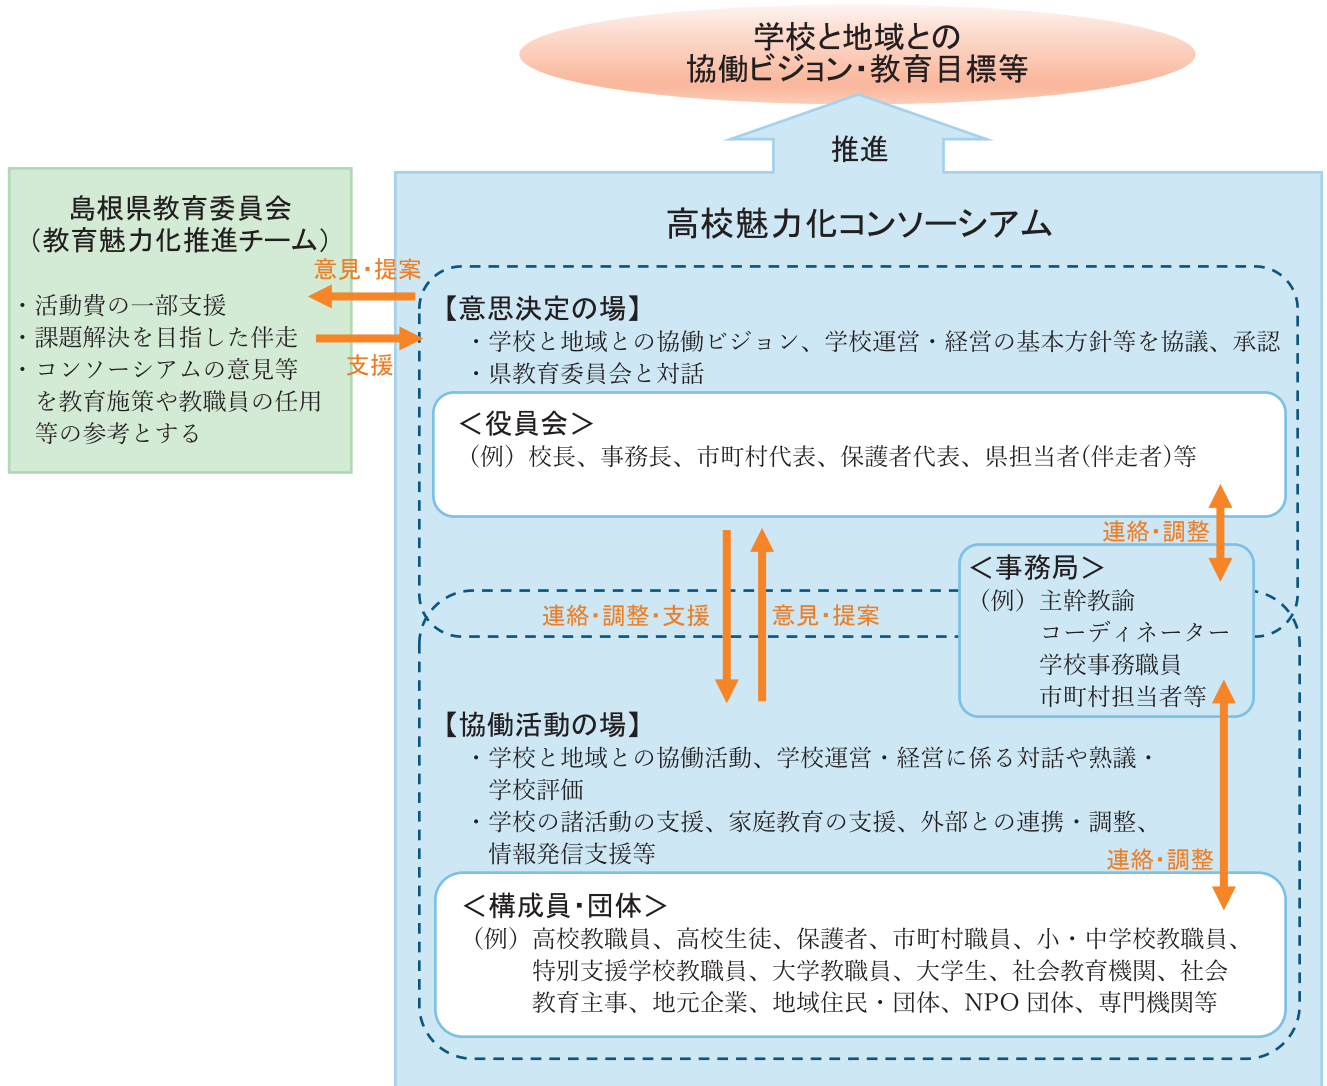 学校と地域との
協働ビジョン・教育目標等
推進
島根県教育委員会
（教育魅力化推進チーム）
・活動費の一部支援
・課題解決を目指した伴走
・コンソーシアムの意見等
を教育施策や教職員の任用
等の参考とする
意見・提案
支援
高校魅力化コンソーシアム
【意思決定の場】
・学校と地域との協働ビジョン、学校運営・経営の基本方針等を協議、承認
・県教育委員会と対話
＜役員会＞
（例）校長、事務長、市町村代表、保護者代表、県担当者(伴走者)等
連絡・調整
＜事務局＞
（例）主幹教諭
コーディネーター
学校事務職員
市町村担当者等
連絡・調整・支援
意見・提案
【協働活動の場】
・学校と地域との協働活動、学校運営・経営に係る対話や熟議・
学校評価
・学校の諸活動の支援、家庭教育の支援、外部との連携・調整、
情報発信支援等
連絡・調整
＜構成員・団体＞
（例）高校教職員、高校生徒、保護者、市町村職員、小・中学校教職員、
特別支援学校教職員、大学教職員、大学生、社会教育機関、社会
教育主事、地元企業、地域住民・団体、NPO 団体、専門機関等